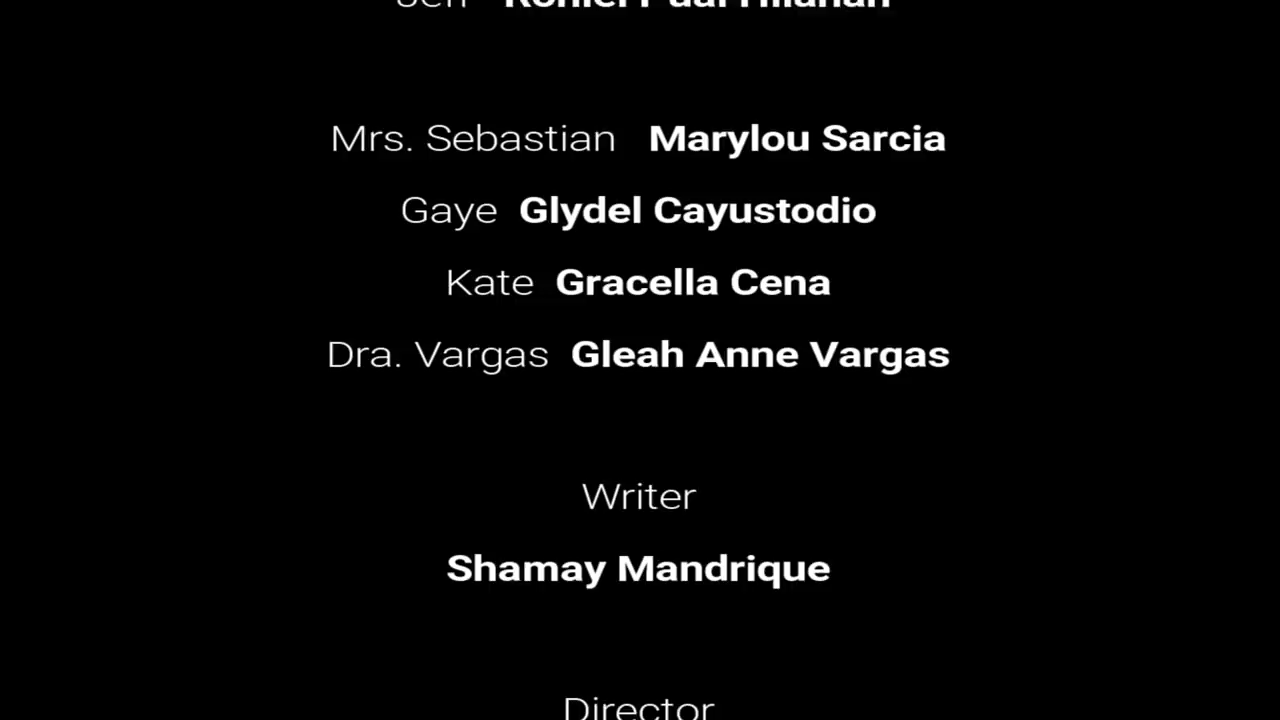 Mrs. Sebastian Marylou Sarcia
Gaye Glydel Cayustodio
Kate Gracella Cena
Dra. Vargas Gleah Anne Vargas
Writer
Shamay Mandrique
Director